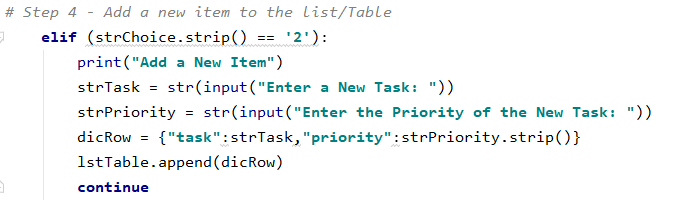 # Step 4 - Add a new item to the list/Table
elif (strChoice.strip() == '2'):
print("Add a New Item")
strTask = str(input("Enter a New Task: "))
strPriority = str(input("Enter the Priority of the New Task: "))
dicRow = {"task":strTask,"priority":strPriority.strip()}
lstTable.append(dicRow)
continue